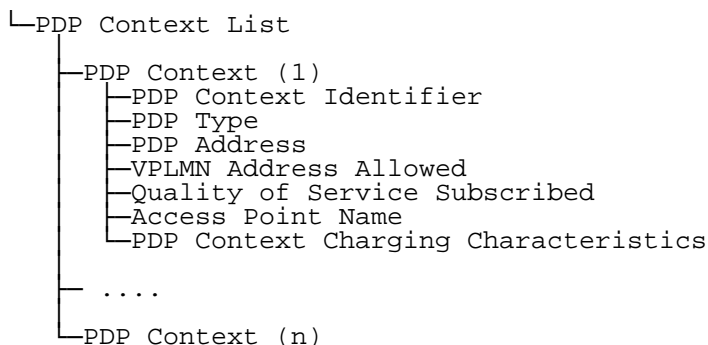 PDP Context List
PDP Context (1)
PDP Context Identifier
PDP Type
PDP Address
VPLMN Address Allowed
Quality of Service Subscribed
Access Point Name
PDP Context Charging Characteristics
....
PDP Context (n)